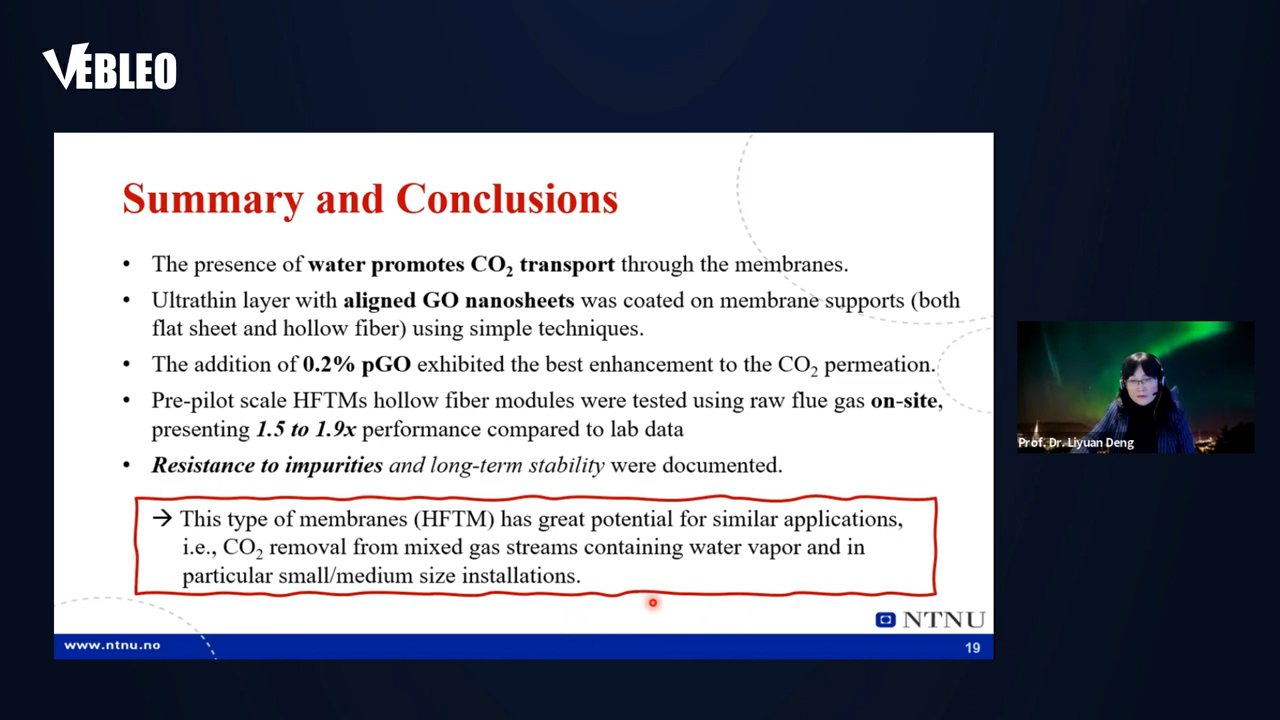 VEBLEO
Summary and Conclusions
• The presence of water promotes CO₂ transport through the membranes.
• Ultrathin layer with aligned GO nanosheets was coated on membrane supports (both
flat sheet and hollow fiber) using simple techniques.
• The addition of 0.2% pGO exhibited the best enhancement to the CO₂ permeation.
• Pre-pilot scale HFTMs hollow fiber modules were tested using raw flue gas on-site,
presenting 1.5 to 1.9x performance compared to lab data
• Resistance to impurities and long-term stability were documented.
→ This type of membranes (HFTM) has great potential for similar applications,
i.e., CO₂ removal from mixed gas streams containing water vapor and in
particular small/medium size installations.
NTNU
www.ntnu.no
19
Prof. Dr. Liyuan Deng